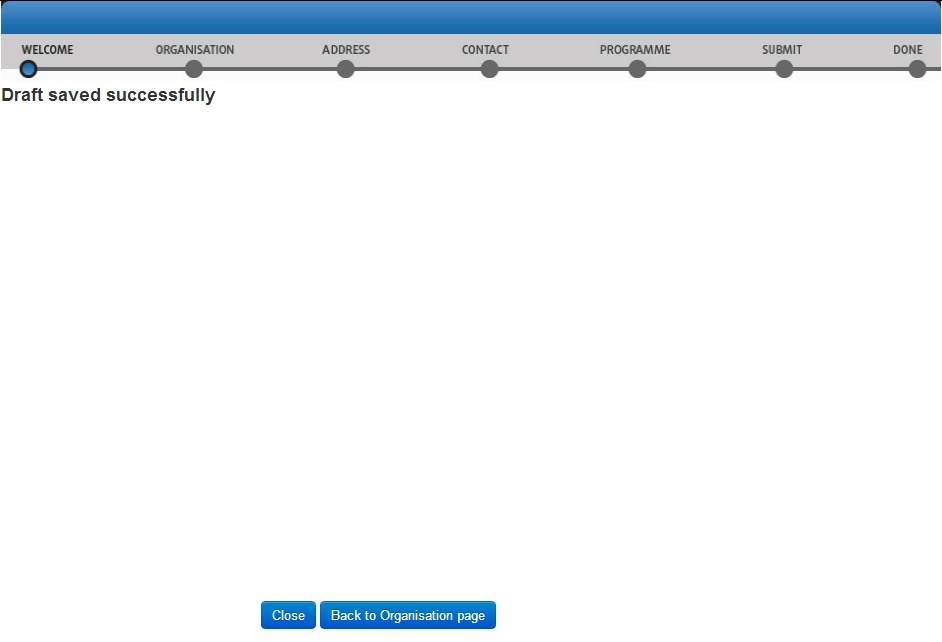 WELCOME ORGANISATION ADDRESS CONTACT PROGRAMME SUBMIT DONE
Draft saved successfully
Close Back to Organisation page